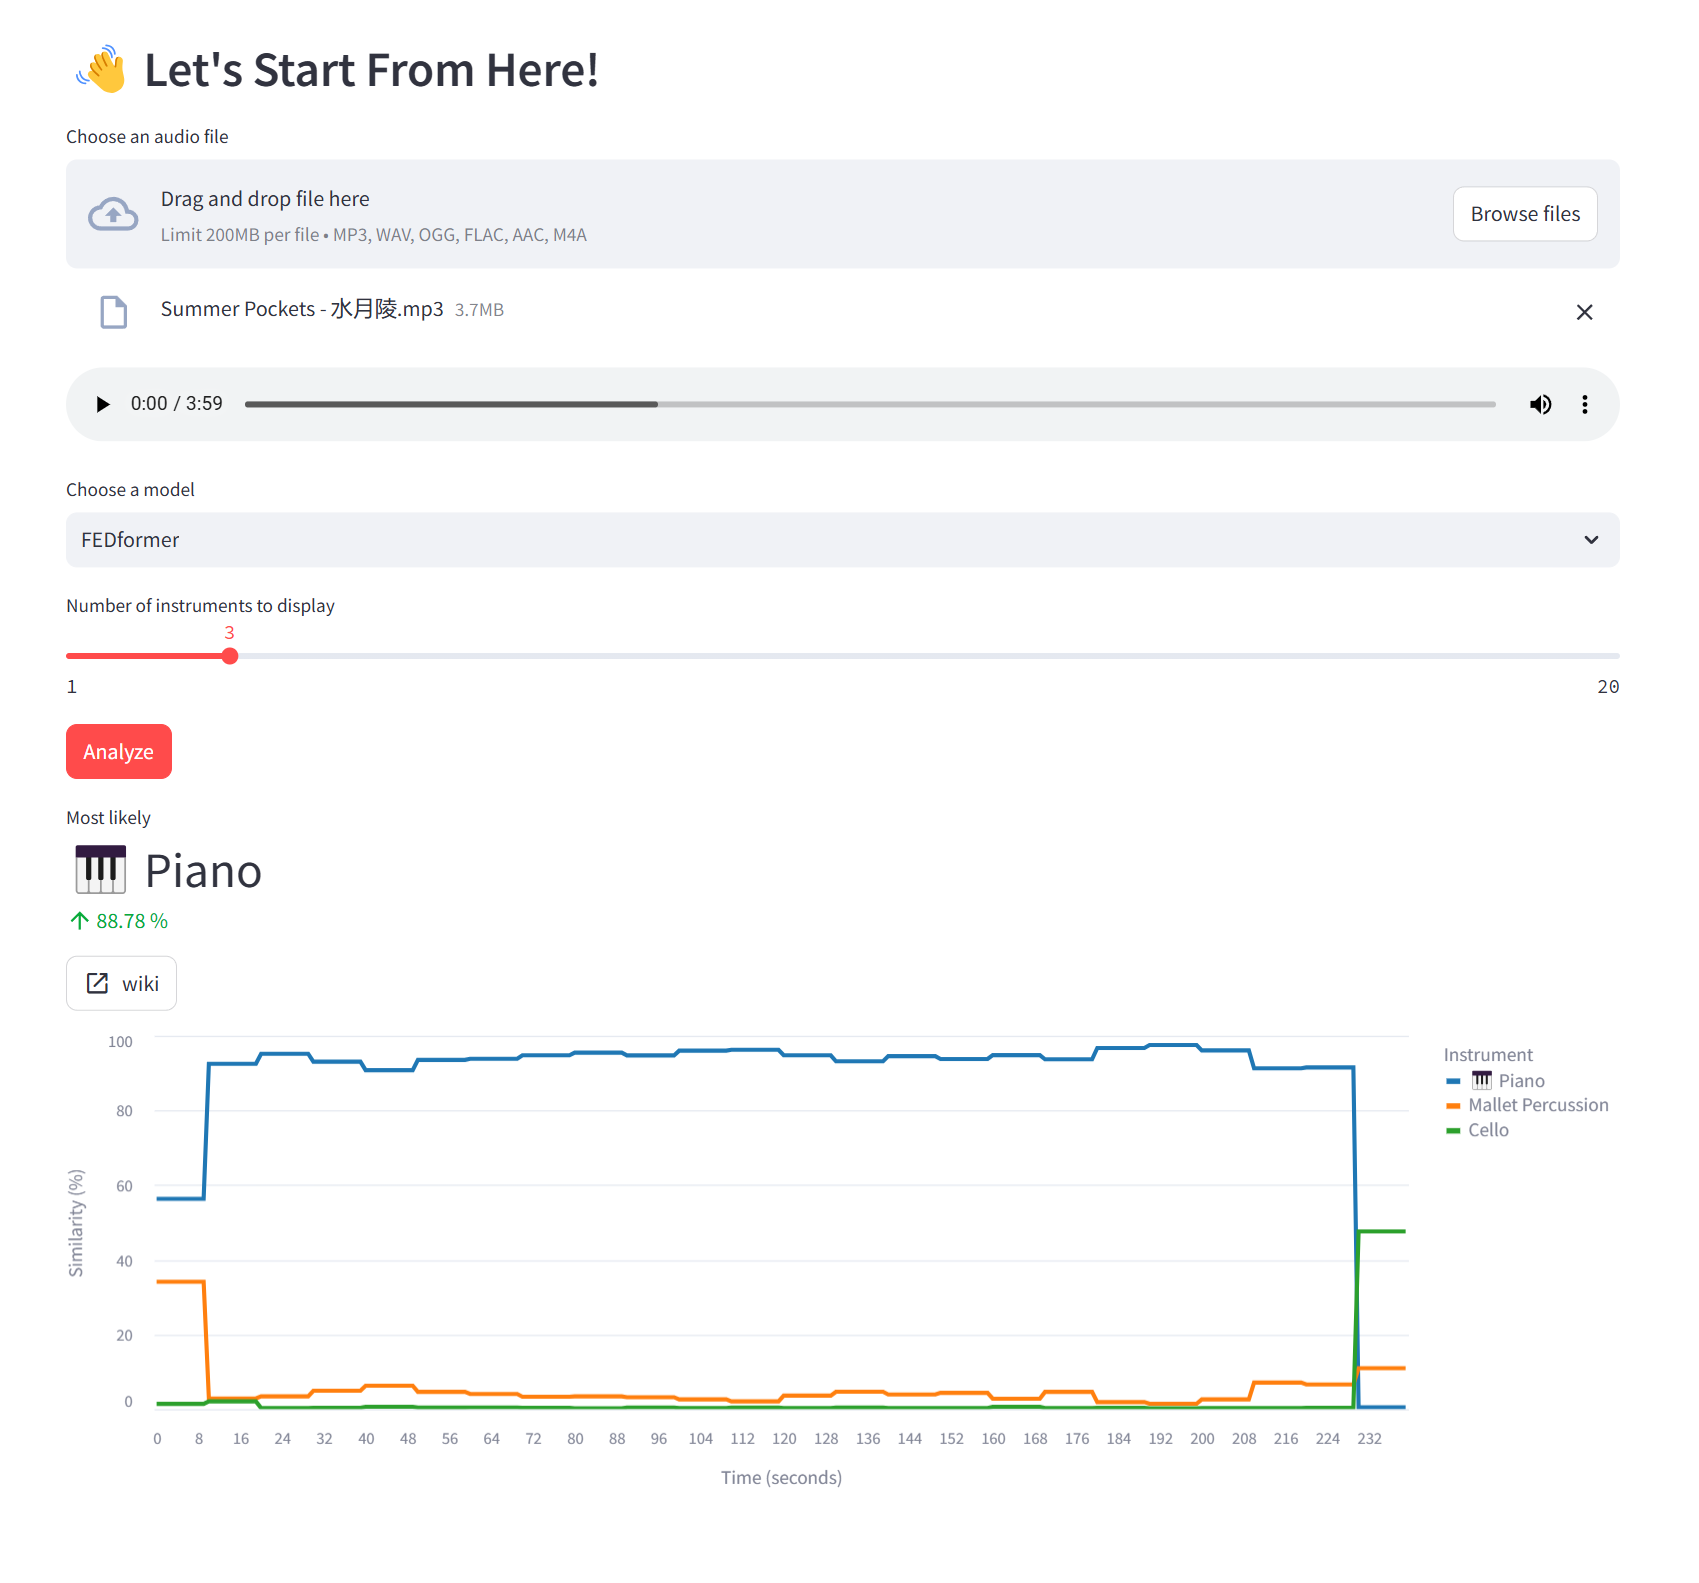 Let's Start From Here!
Choose an audio file
Drag and drop file here
Limit 200MB per file • MP3, WAV, OGG, FLAC, AAC, M4A
Browse files
Summer Pockets - 水月陵.mp3 3.7MB
0:00 / 3:59
Choose a model
FEDformer
Number of instruments to display
3
1 20
Analyze
Most likely
Piano
88.78 %
wiki
100
80
60
40
20
0
Similarity (%)
0 8 16 24 32 40 48 56 64 72 80 88 96 104 112 120 128 136 144 152 160 168 176 184 192 200 208 216 224 232
Time (seconds)
Instrument
Piano
Mallet Percussion
Cello